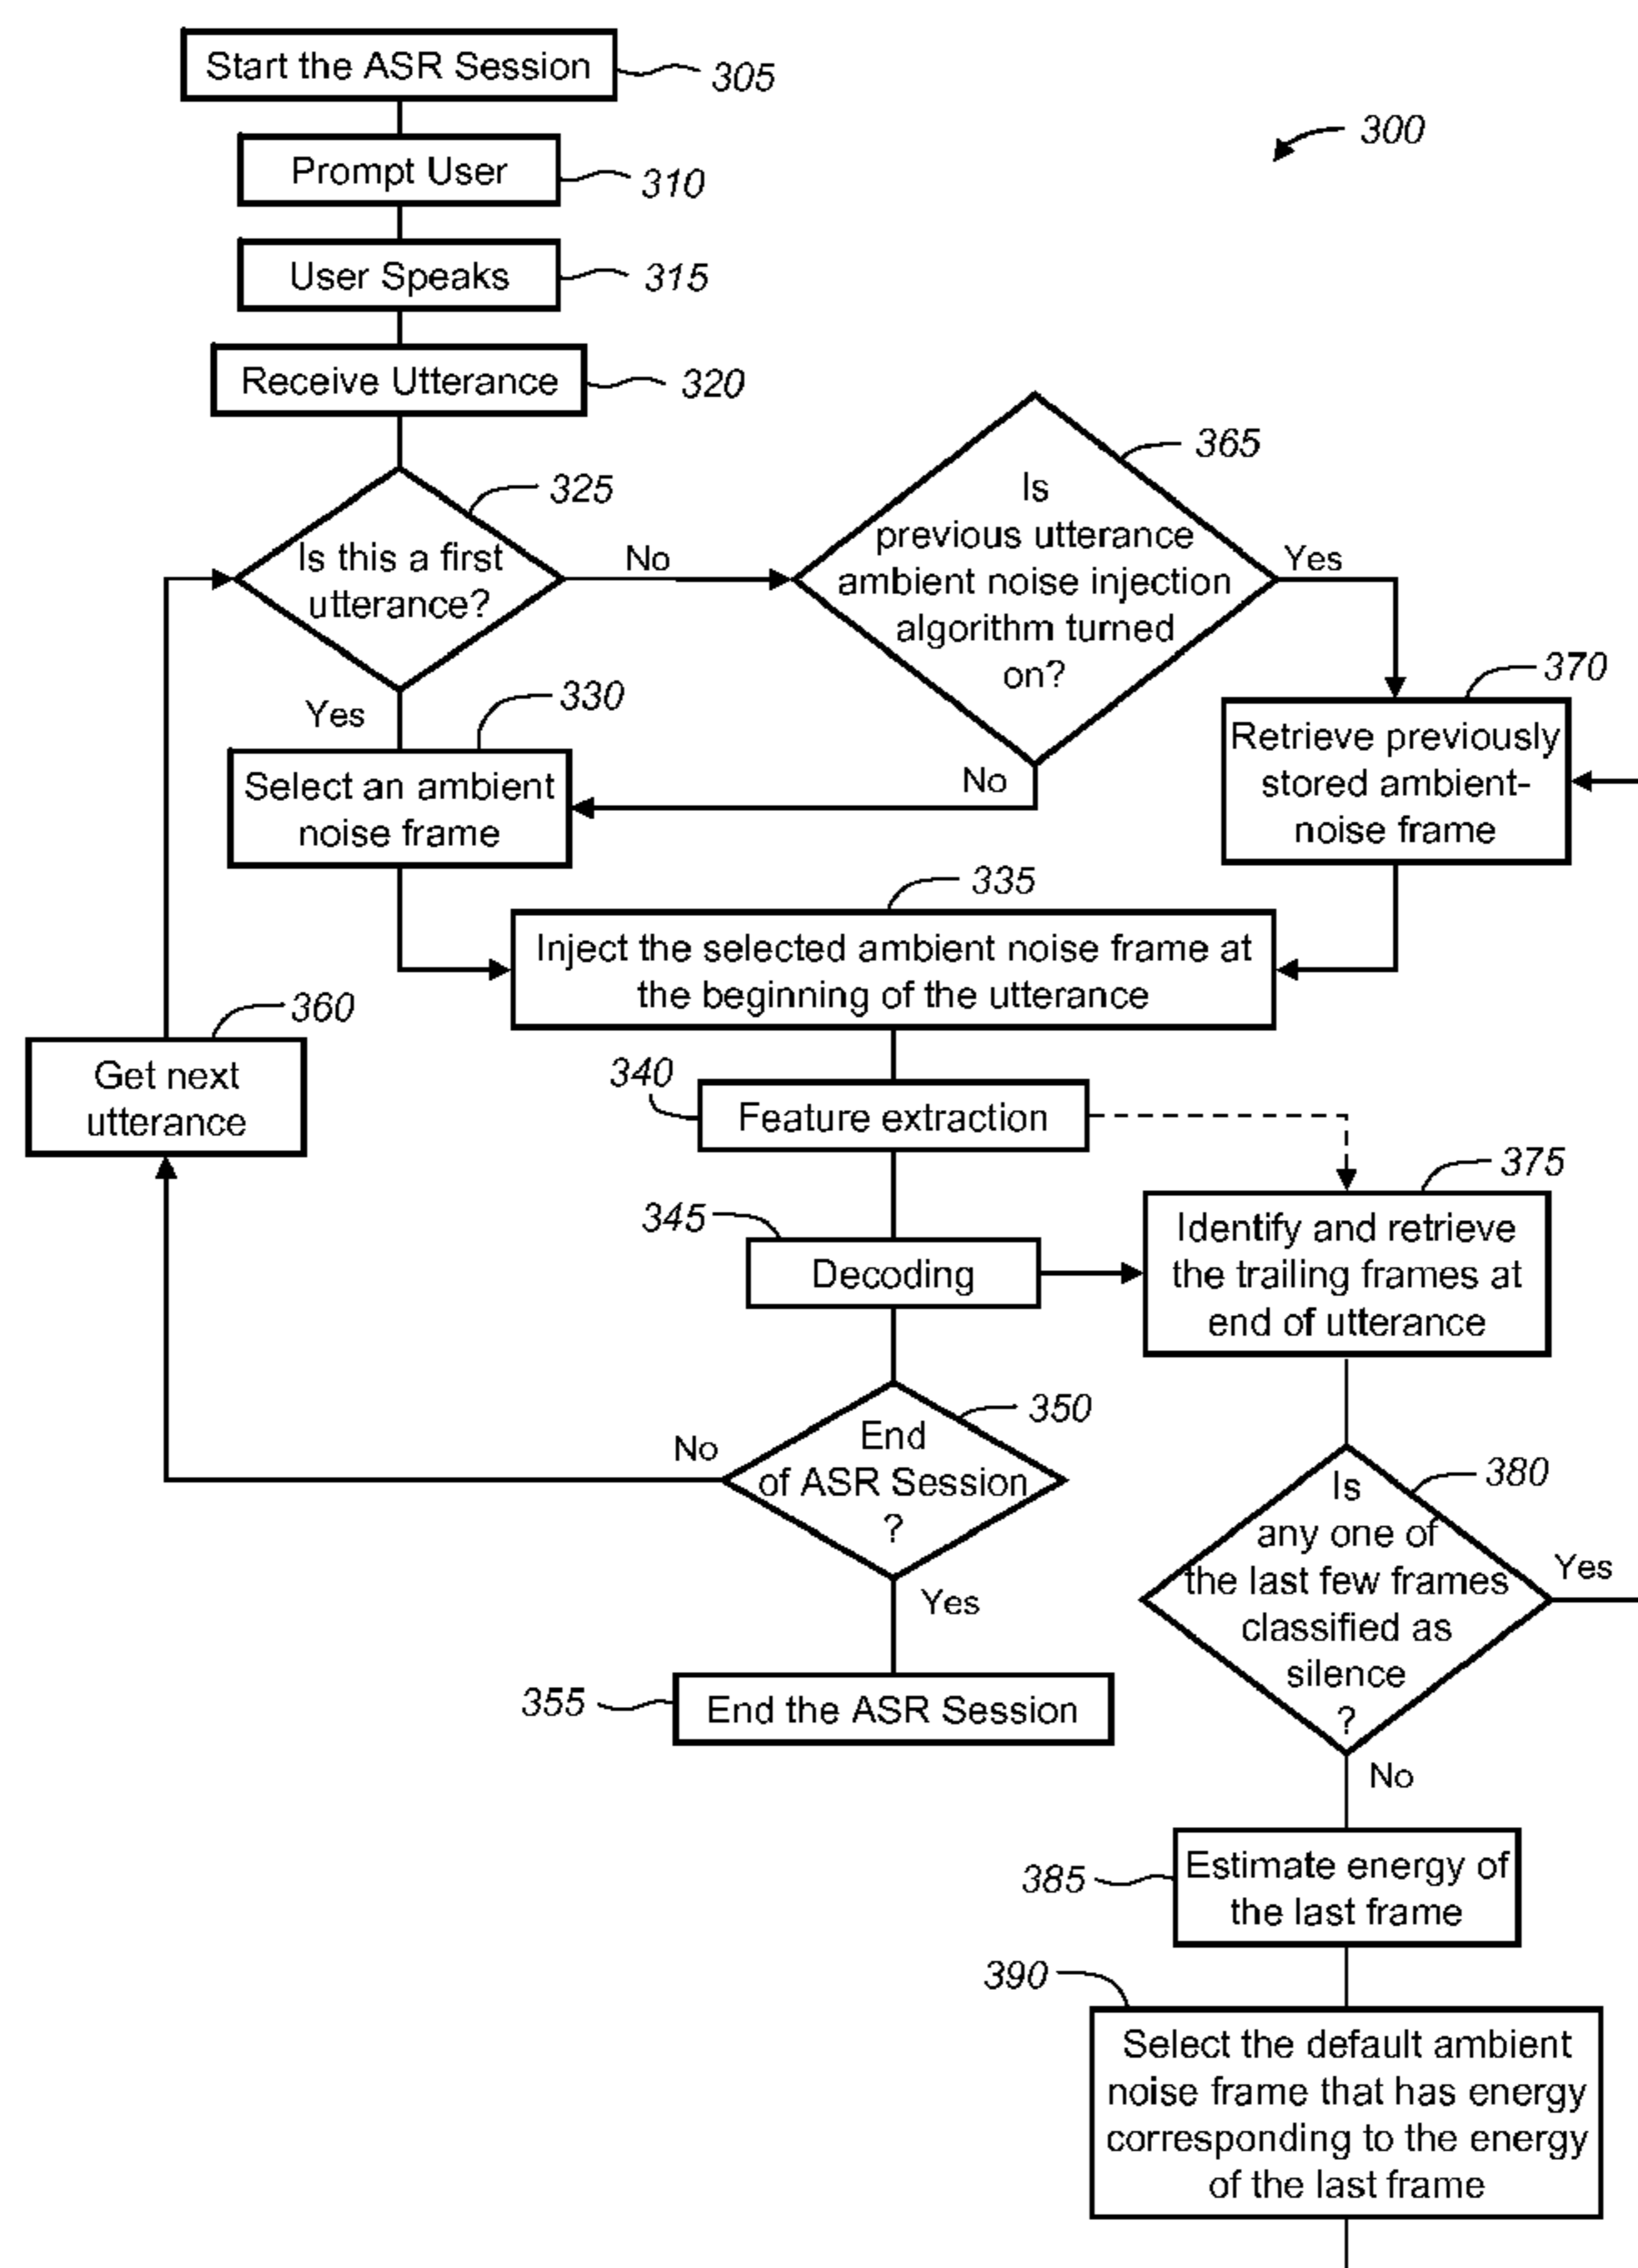 Start the ASR Session
305
300
Prompt User
310
User Speaks
315
Receive Utterance
320
325
Is this a first
utterance?
No
Yes
365
Is
previous utterance
ambient noise injection
algorithm turned
on?
Yes
No
330
Select an ambient
noise frame
370
Retrieve previously
stored ambient-
noise frame
335
Inject the selected ambient noise frame at
the beginning of the utterance
360
Get next
utterance
340
Feature extraction
345
Decoding
375
Identify and retrieve
the trailing frames at
end of utterance
350
End
of ASR Session
?
No
Yes
355
End the ASR Session
380
Is
any one of
the last few frames
classified as
silence
?
Yes
No
385
Estimate energy of
the last frame
390
Select the default ambient
noise frame that has energy
corresponding to the energy
of the last frame